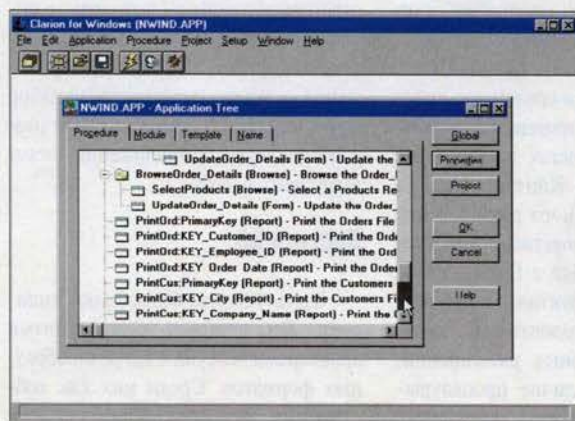 Clarion for Windows (NWIND.APP)
File Edit Application Procedure Project Setup Window Help
NWIND.APP - Application Tree
Procedure Module Template Name
UpdateOrder_Details (Form) - Update the
BrowseOrder_Details (Browse) - Browse the Order_
SelectProducts (Browse) - Select a Products Re
UpdateOrder_Details (Form) - Update the Order_
PrintOrd:PrimaryKey (Report) - Print the Orders File
PrintOrd:KEY_Customer_ID (Report) - Print the Ord
PrintOrd:KEY_Employee_ID (Report) - Print the Ord
PrintOrd:KEY_Order_Date (Report) - Print the Order
PrintCus:PrimaryKey (Report) - Print the Customers
PrintCus:KEY_City (Report) - Print the Customers Fi
PrintCus:KEY_Company_Name (Report) - Print the
Global
Properties
Project
OK
Cancel
Help